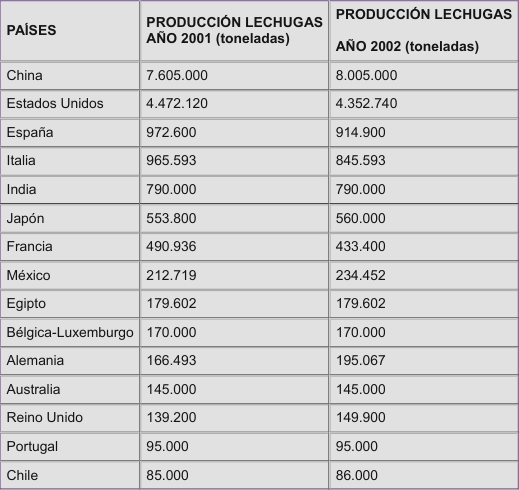 PAÍSES PRODUCCIÓN LECHUGAS AÑO 2001 (toneladas) PRODUCCIÓN LECHUGAS AÑO 2002 (toneladas)
China 7.605.000 8.005.000
Estados Unidos 4.472.120 4.352.740
España 972.600 914.900
Italia 965.593 845.593
India 790.000 790.000
Japón 553.800 560.000
Francia 490.936 433.400
México 212.719 234.452
Egipto 179.602 179.602
Bélgica-Luxemburgo 170.000 170.000
Alemania 166.493 195.067
Australia 145.000 145.000
Reino Unido 139.200 149.900
Portugal 95.000 95.000
Chile 85.000 86.000